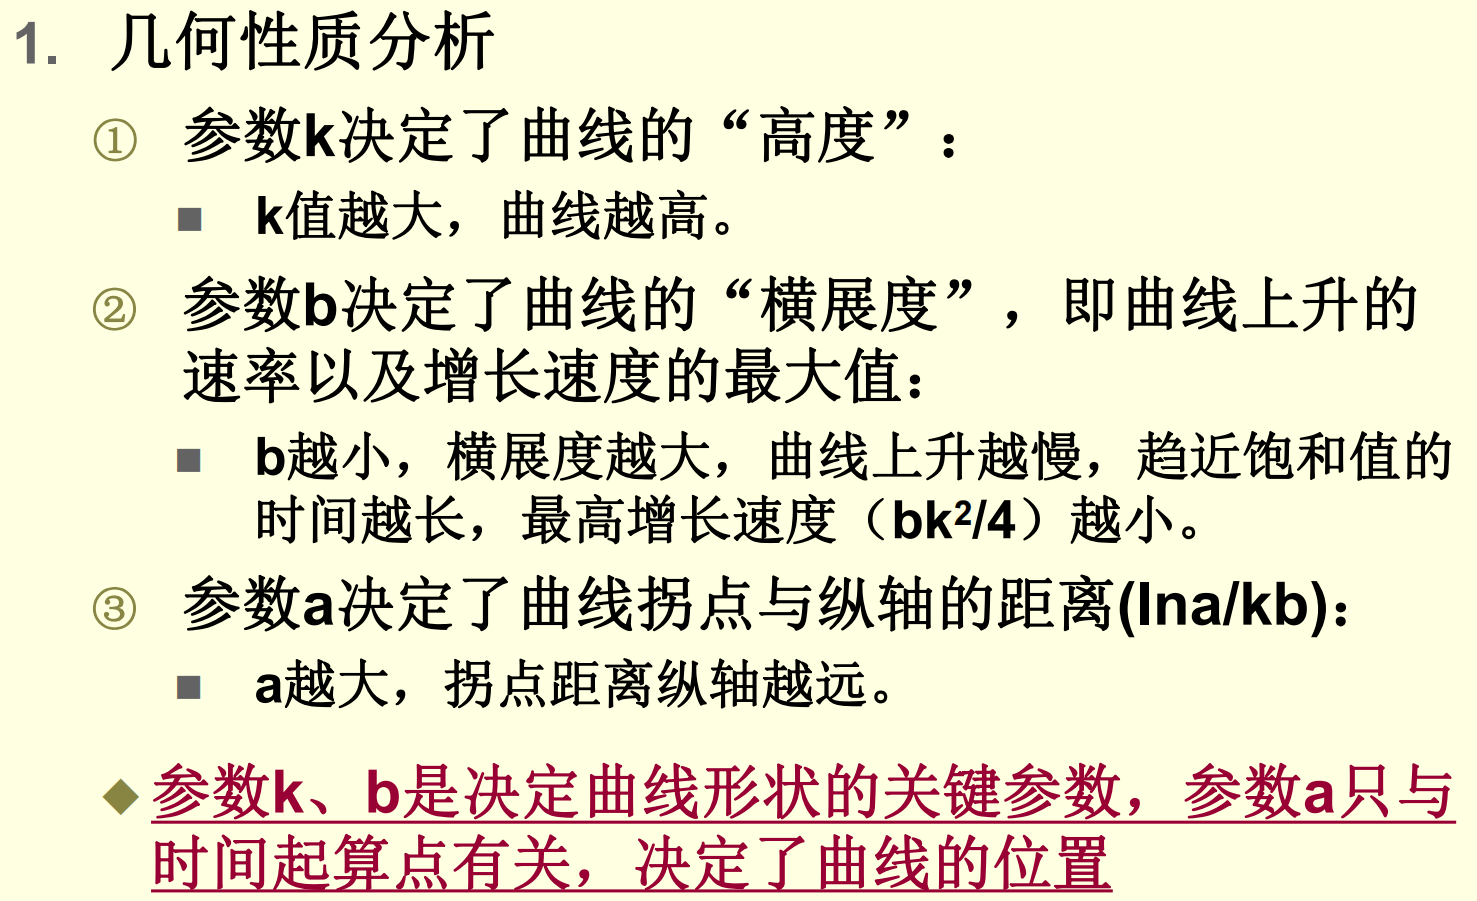 1. 几何性质分析
① 参数k决定了曲线的“高度”：
■ k值越大，曲线越高。
② 参数b决定了曲线的“横展度”，即曲线上升的
速率以及增长速度的最大值：
■ b越小，横展度越大，曲线上升越慢，趋近饱和值的
时间越长，最高增长速度（bk²/4）越小。
③ 参数a决定了曲线拐点与纵轴的距离(lna/kb)：
■ a越大，拐点距离纵轴越远。
◆ 参数k、b是决定曲线形状的关键参数，参数a只与
时间起算点有关，决定了曲线的位置